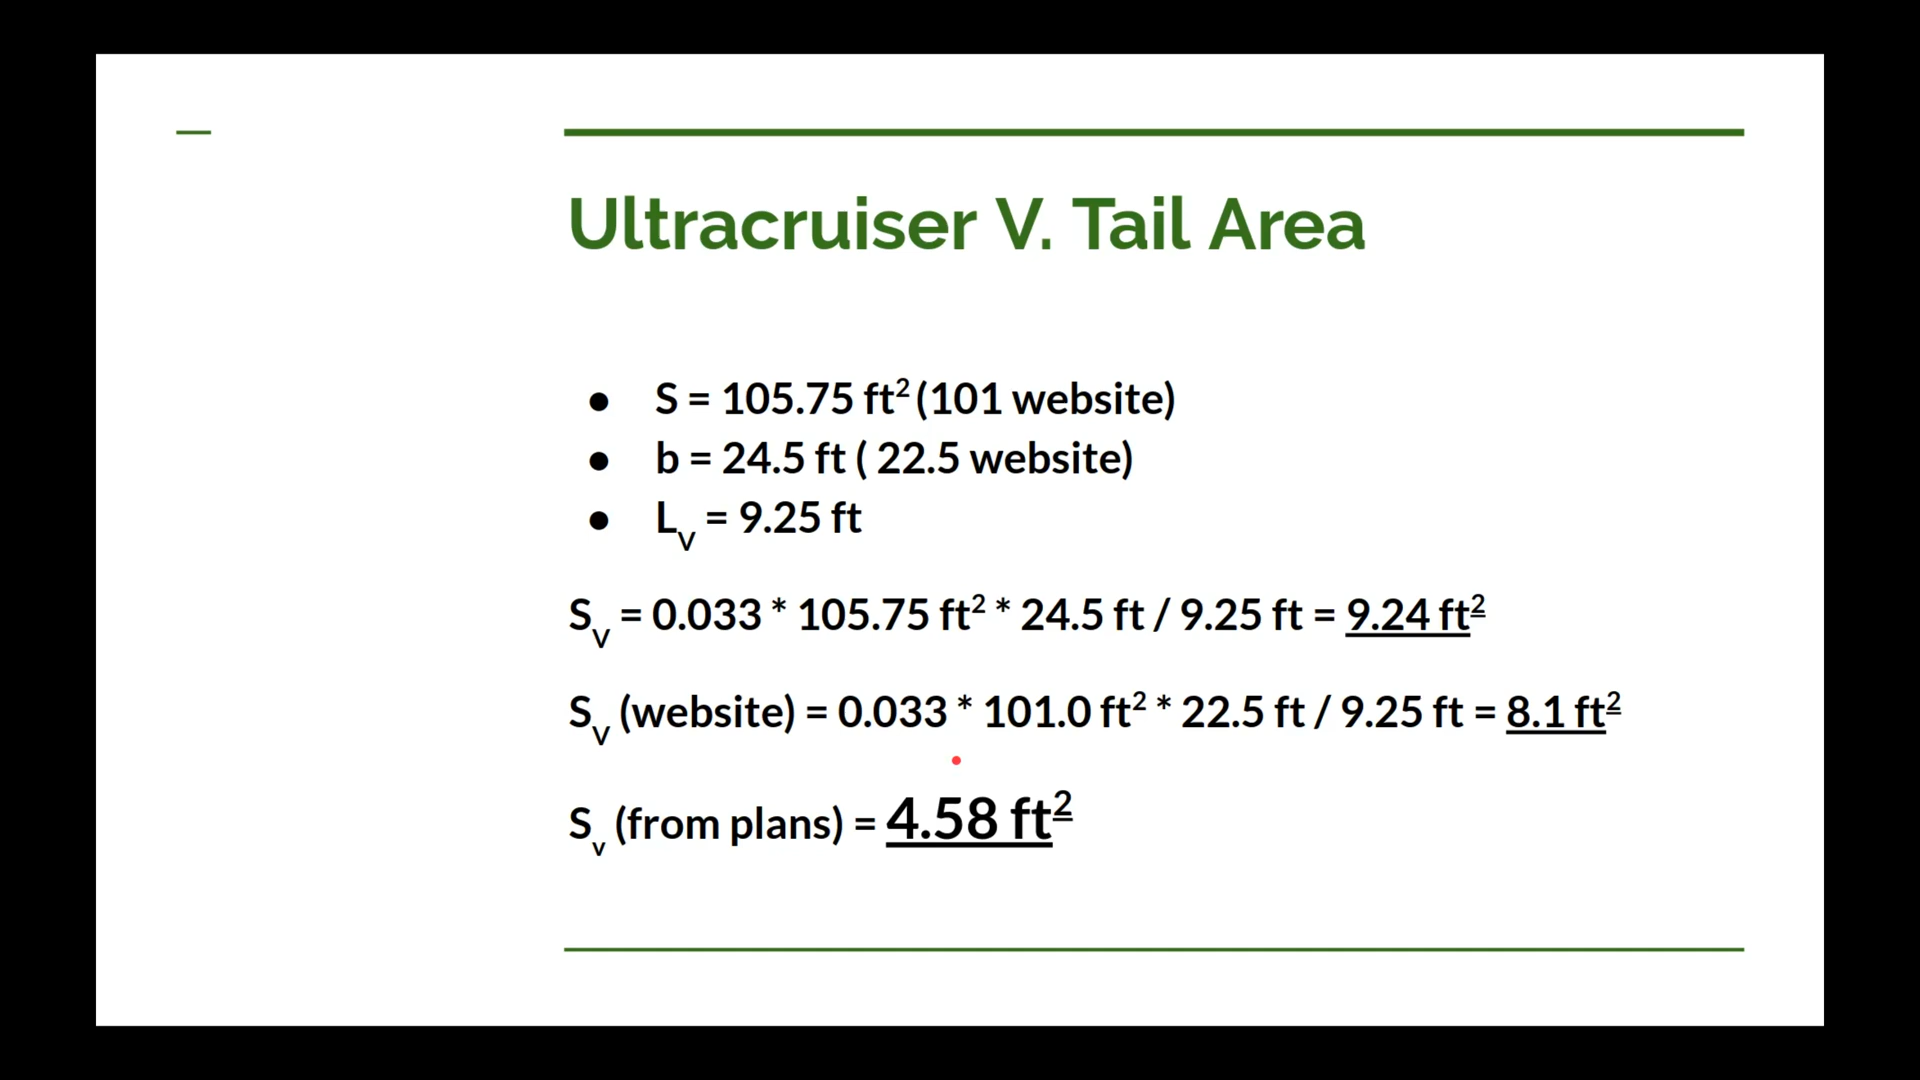 Ultracruiser V. Tail Area
● S = 105.75 ft² (101 website)
● b = 24.5 ft ( 22.5 website)
● Lᵥ = 9.25 ft
Sᵥ = 0.033 * 105.75 ft² * 24.5 ft / 9.25 ft = 9.24 ft²
Sᵥ (website) = 0.033 * 101.0 ft² * 22.5 ft / 9.25 ft = 8.1 ft²
Sᵥ (from plans) = 4.58 ft²